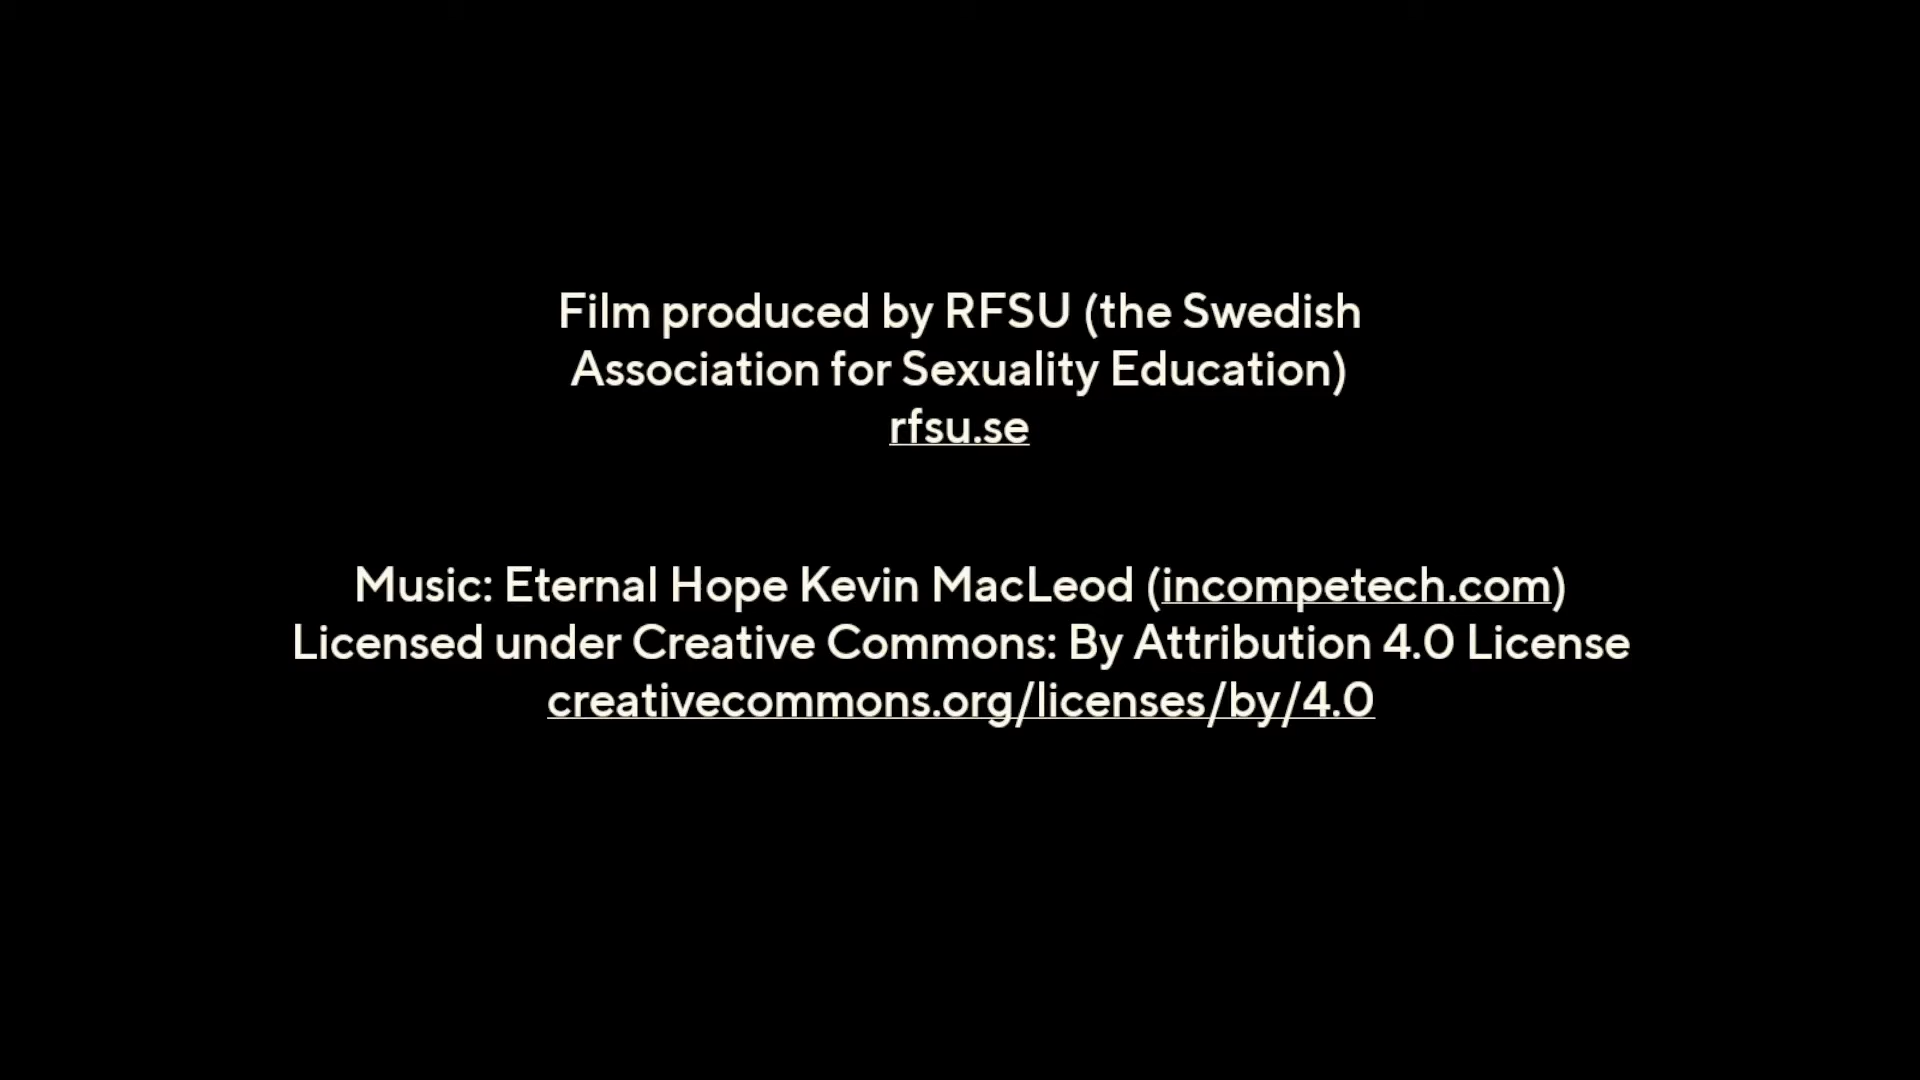 Film produced by RFSU (the Swedish
Association for Sexuality Education)
rfsu.se
Music: Eternal Hope Kevin MacLeod (incompetech.com)
Licensed under Creative Commons: By Attribution 4.0 License
creativecommons.org/licenses/by/4.0